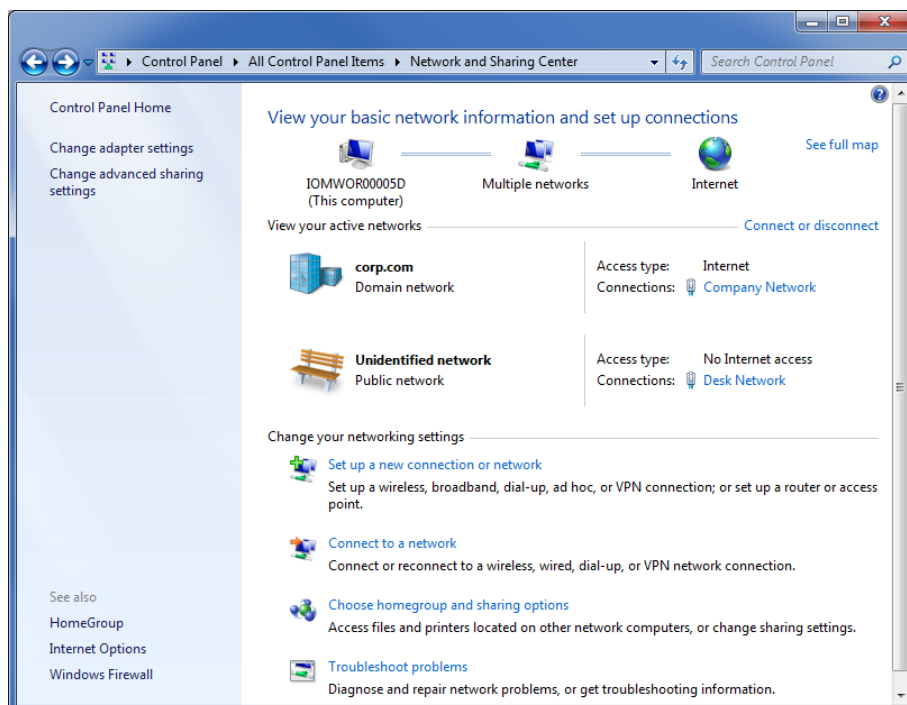 Control Panel ▸ All Control Panel Items ▸ Network and Sharing Center
Search Control Panel
Control Panel Home
Change adapter settings
Change advanced sharing
settings
View your basic network information and set up connections
See full map
IOMWOR00005D
(This computer)
Multiple networks
Internet
View your active networks
Connect or disconnect
corp.com
Domain network
Access type: Internet
Connections: Company Network
Unidentified network
Public network
Access type: No Internet access
Connections: Desk Network
Change your networking settings
Set up a new connection or network
Set up a wireless, broadband, dial-up, ad hoc, or VPN connection; or set up a router or access
point.
Connect to a network
Connect or reconnect to a wireless, wired, dial-up, or VPN network connection.
Choose homegroup and sharing options
Access files and printers located on other network computers, or change sharing settings.
Troubleshoot problems
Diagnose and repair network problems, or get troubleshooting information.
See also
HomeGroup
Internet Options
Windows Firewall